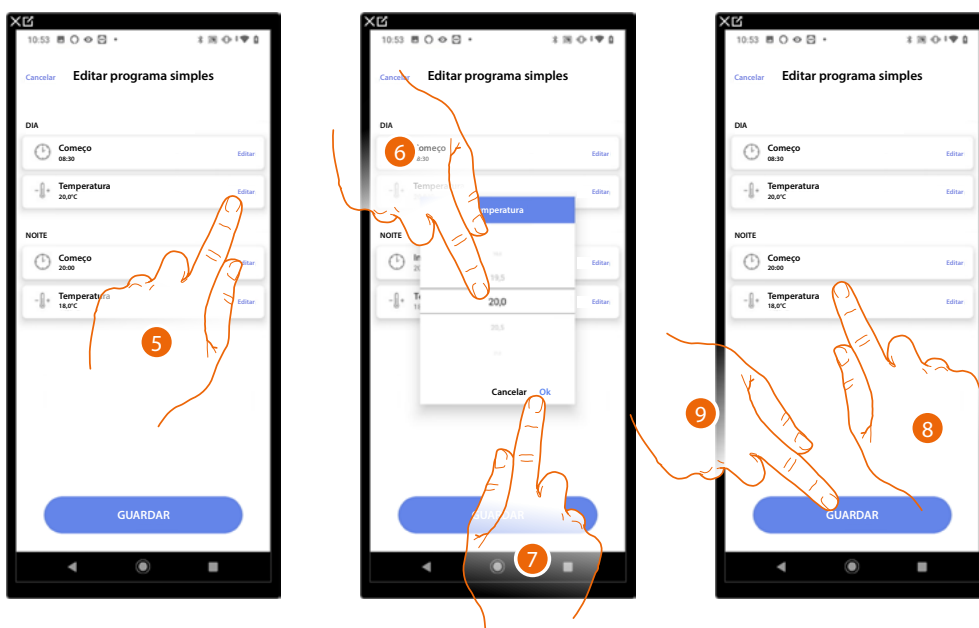 10:53
Cancelar Editar programa simples
DIA
Começo
08:30
Editar
Temperatura
20,0°C
Editar
NOITE
Começo
20:00
Editar
Temperatura
18,0°C
Editar
5
GUARDAR
10:53
Cancelar Editar programa simples
DIA
6
omeço
8:30
Editar
Tempera
Editar
mperatura
NOITE
Editar
19,5
20,0
Editar
20,5
Cancelar Ok
GUARDAR
7
10:53
Cancelar Editar programa simples
DIA
Começo
08:30
Editar
Temperatura
20,0°C
Editar
NOITE
Começo
20:00
Editar
Temperatura
18,0°C
Editar
9
8
GUARDAR